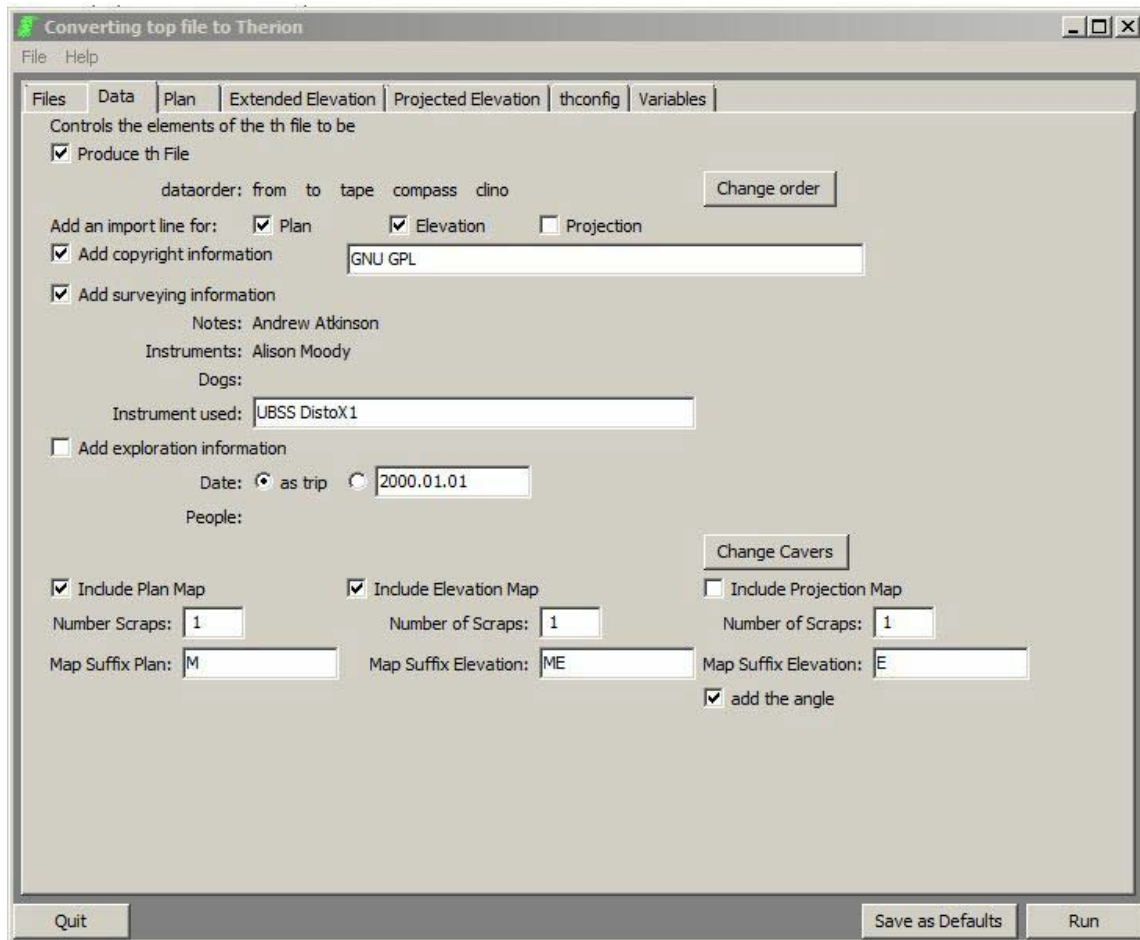 Converting top file to Therion
File Help
Files Data Plan Extended Elevation Projected Elevation thconfig Variables
Controls the elements of the th file to be
Produce th File
dataorder: from to tape compass clino Change order
Add an import line for: Plan Elevation Projection
Add copyright information GNU GPL
Add surveying information
Notes: Andrew Atkinson
Instruments: Alison Moody
Dogs:
Instrument used: UBSS DistoX1
Add exploration information
Date: as trip 2000.01.01
People:
Change Cavers
Include Plan Map Include Elevation Map Include Projection Map
Number Scraps: 1 Number of Scraps: 1 Number of Scraps: 1
Map Suffix Plan: M Map Suffix Elevation: ME Map Suffix Elevation: E
add the angle
Quit Save as Defaults Run